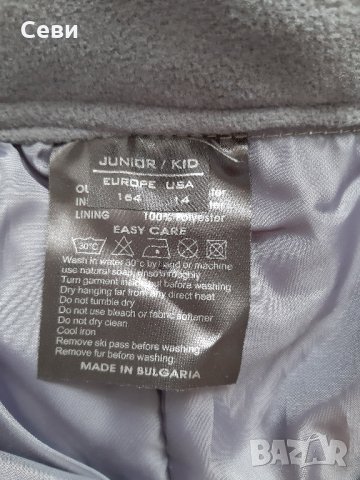 Севи
JUNIOR / KID
EUROPE USA
164 14
LINING 100% Polyester
EASY CARE
30°C
Wash in water 30°c by hand or machine
use natural soap, rinse thoroughly
Turn garment inside out before washing
Dry hanging far from any direct heat
Do not tumble dry
Do not use bleach or fabric softener
Do not dry clean
Cool iron
Remove ski pass before washing
Remove fur before washing
MADE IN BULGARIA
BAZAR